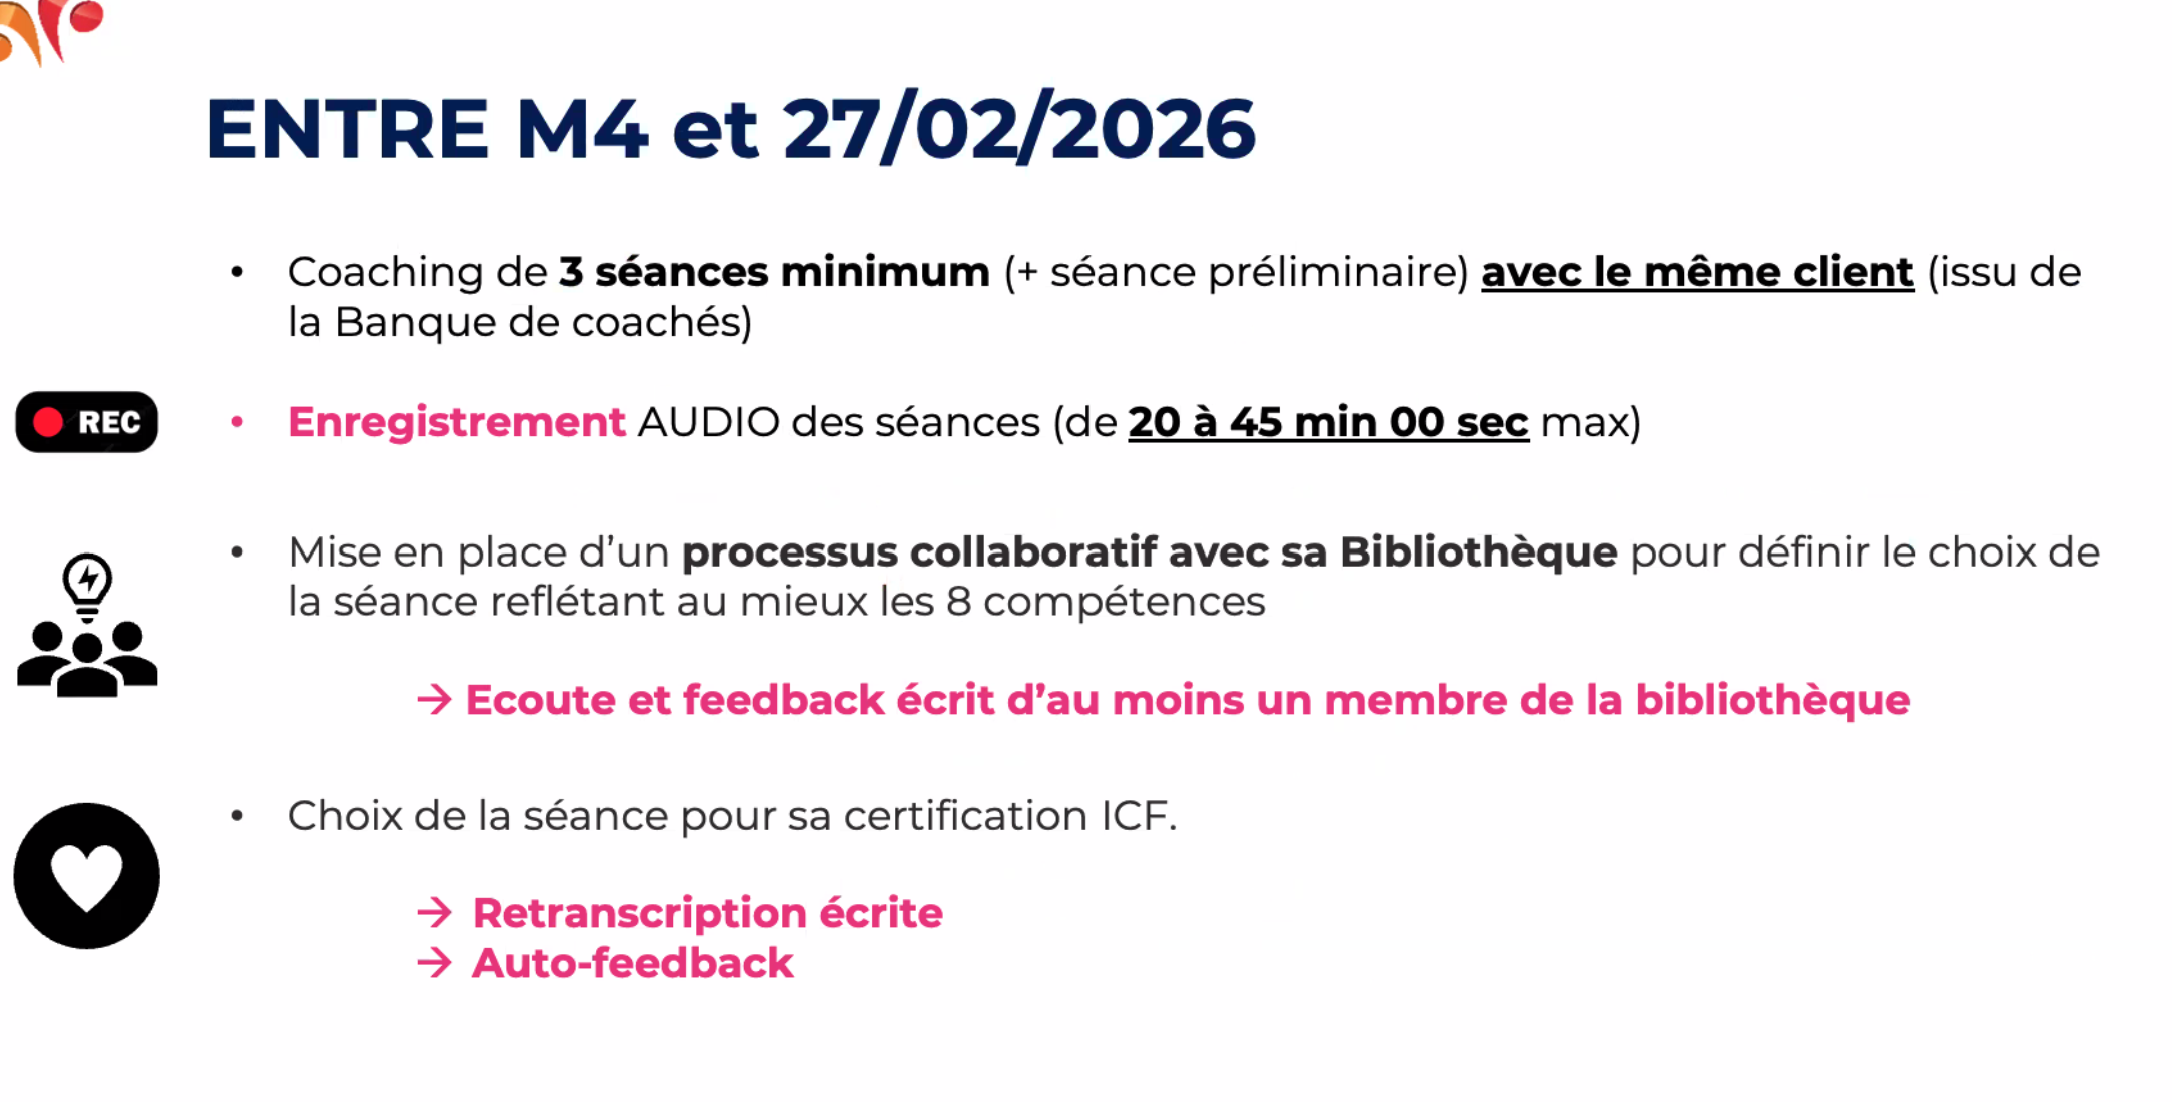 ENTRE M4 et 27/02/2026
• Coaching de 3 séances minimum (+ séance préliminaire) avec le même client (issu de
la Banque de coachés)
REC
• Enregistrement AUDIO des séances (de 20 à 45 min 00 sec max)
• Mise en place d’un processus collaboratif avec sa Bibliothèque pour définir le choix de
la séance reflétant au mieux les 8 compétences
→ Ecoute et feedback écrit d’au moins un membre de la bibliothèque
• Choix de la séance pour sa certification ICF.
→ Retranscription écrite
→ Auto-feedback